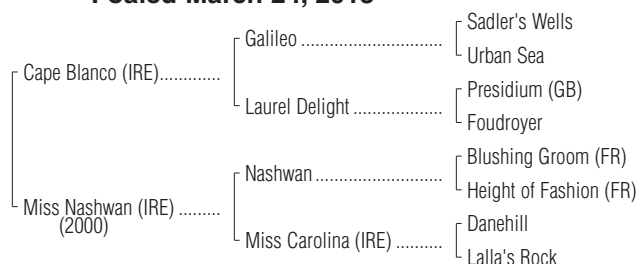 Foaled March 24, 2013
Sadler's Wells
Galileo ..............................
Urban Sea
Cape Blanco (IRE).............
Presidium (GB)
Laurel Delight ...................
Foudroyer
Blushing Groom (FR)
Nashwan ...........................
Height of Fashion (FR)
Miss Nashwan (IRE) .........
(2000)
Danehill
Miss Carolina (IRE) ..........
Lalla's Rock